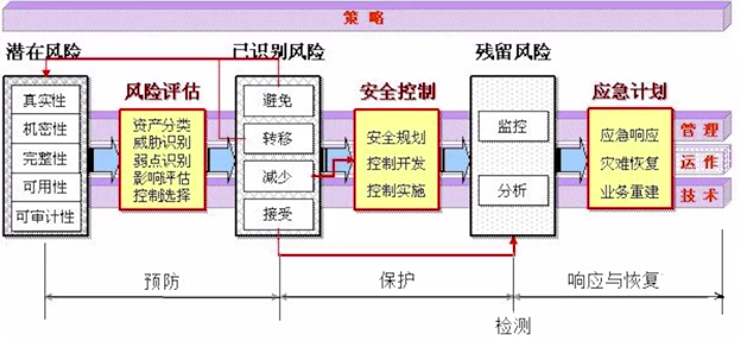 策略
潜在风险
已识别风险
残留风险
风险评估
安全控制
应急计划
真实性
机密性
完整性
可用性
可审计性
资产分类
威胁识别
弱点识别
影响评估
控制选择
避免
转移
减少
接受
安全规划
控制开发
控制实施
监控
分析
应急响应
灾难恢复
业务重建
管理
运作
技术
预防
保护
响应与恢复
检测